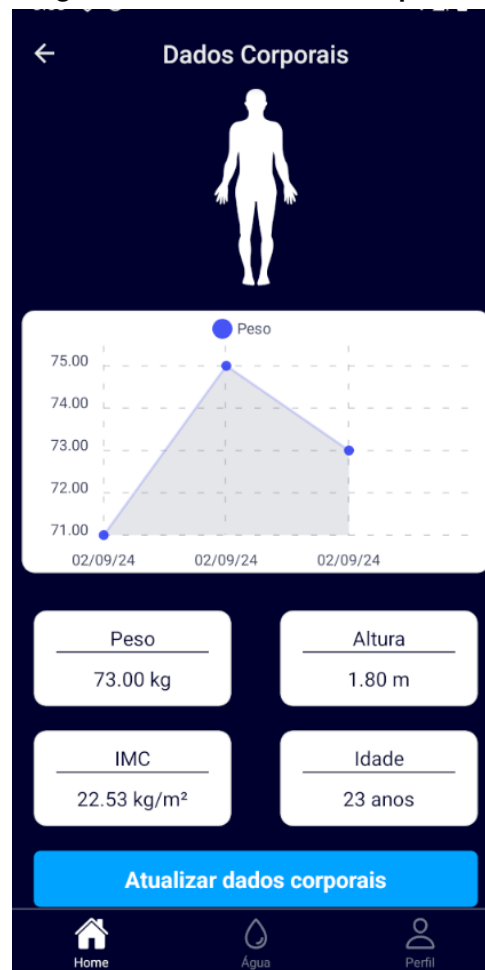 Dados Corporais
Peso
75.00
74.00
73.00
72.00
71.00
02/09/24 02/09/24 02/09/24
Peso Altura
73.00 kg 1.80 m
IMC Idade
22.53 kg/m² 23 anos
Atualizar dados corporais
Home Água Perfil